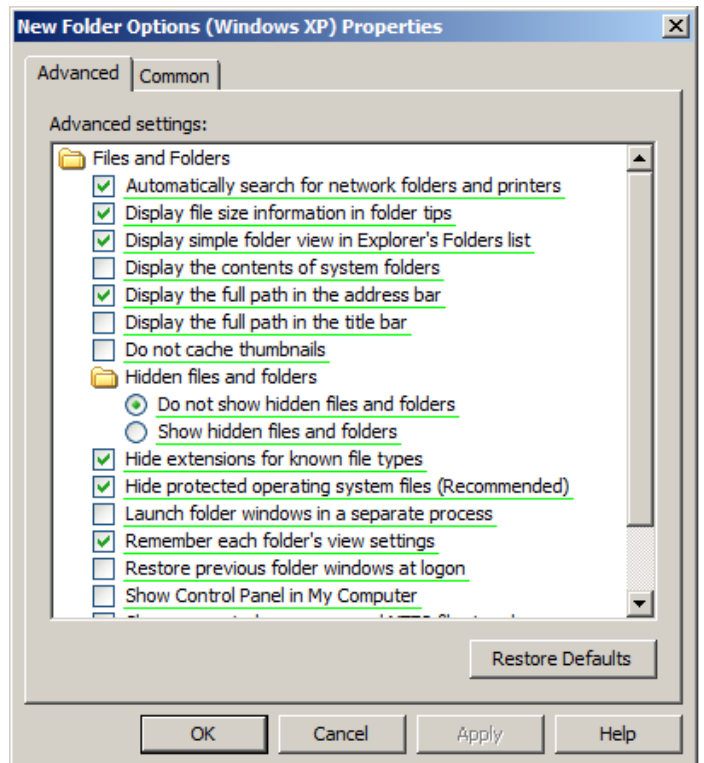 New Folder Options (Windows XP) Properties
Advanced
Common
Advanced settings:
Files and Folders
Automatically search for network folders and printers
Display file size information in folder tips
Display simple folder view in Explorer's Folders list
Display the contents of system folders
Display the full path in the address bar
Display the full path in the title bar
Do not cache thumbnails
Hidden files and folders
Do not show hidden files and folders
Show hidden files and folders
Hide extensions for known file types
Hide protected operating system files (Recommended)
Launch folder windows in a separate process
Remember each folder's view settings
Restore previous folder windows at logon
Show Control Panel in My Computer
Restore Defaults
OK
Cancel
Apply
Help